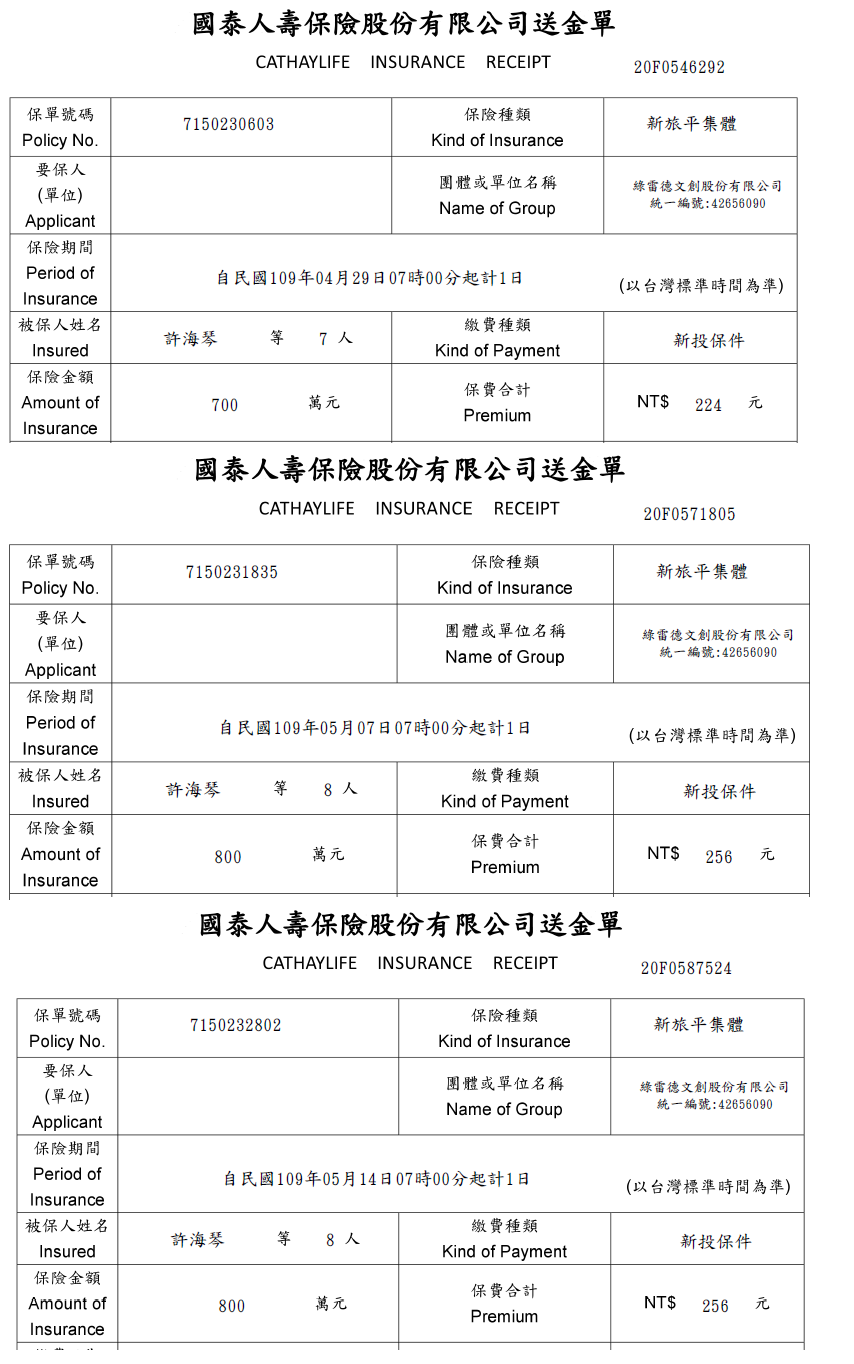 國泰人壽保險股份有限公司送金單
CATHAYLIFE INSURANCE RECEIPT
20F0546292
保單號碼
Policy No.
7150230603
保險種類
Kind of Insurance
新旅平集體
要保人
(單位)
Applicant
團體或單位名稱
Name of Group
綠雷德文創股份有限公司
統一編號:42656090
保險期間
Period of
Insurance
自民國109年04月29日07時00分起計1日
(以台灣標準時間為準)
被保人姓名
Insured
許海琴 等 7 人
繳費種類
Kind of Payment
新投保件
保險金額
Amount of
Insurance
700 萬元
保費合計
Premium
NT$ 224 元
國泰人壽保險股份有限公司送金單
CATHAYLIFE INSURANCE RECEIPT
20F0571805
保單號碼
Policy No.
7150231835
保險種類
Kind of Insurance
新旅平集體
要保人
(單位)
Applicant
團體或單位名稱
Name of Group
綠雷德文創股份有限公司
統一編號:42656090
保險期間
Period of
Insurance
自民國109年05月07日07時00分起計1日
(以台灣標準時間為準)
被保人姓名
Insured
許海琴 等 8 人
繳費種類
Kind of Payment
新投保件
保險金額
Amount of
Insurance
800 萬元
保費合計
Premium
NT$ 256 元
國泰人壽保險股份有限公司送金單
CATHAYLIFE INSURANCE RECEIPT
20F0587524
保單號碼
Policy No.
7150232802
保險種類
Kind of Insurance
新旅平集體
要保人
(單位)
Applicant
團體或單位名稱
Name of Group
綠雷德文創股份有限公司
統一編號:42656090
保險期間
Period of
Insurance
自民國109年05月14日07時00分起計1日
(以台灣標準時間為準)
被保人姓名
Insured
許海琴 等 8 人
繳費種類
Kind of Payment
新投保件
保險金額
Amount of
Insurance
800 萬元
保費合計
Premium
NT$ 256 元